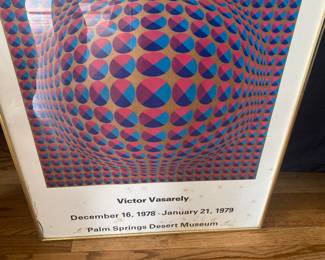 Victor Vasarely
December 16, 1978 - January 21, 1979
Palm Springs Desert Museum